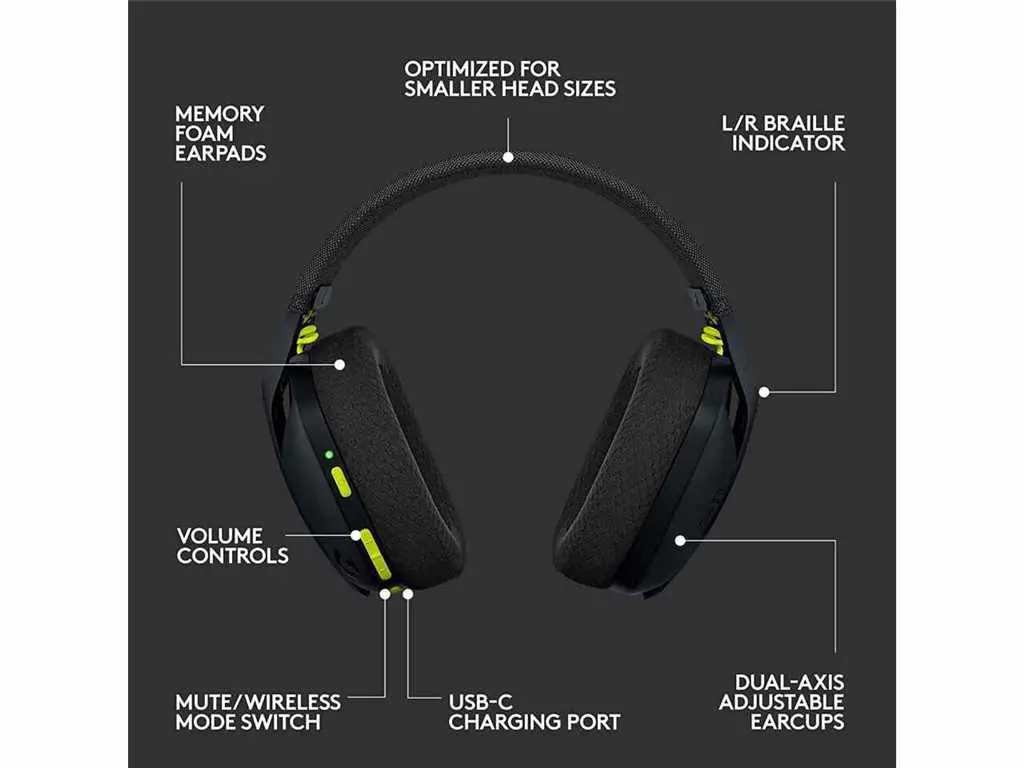 OPTIMIZED FOR
SMALLER HEAD SIZES
MEMORY
FOAM
EARPADS
L/R BRAILLE
INDICATOR
VOLUME
CONTROLS
MUTE/WIRELESS
MODE SWITCH
USB-C
CHARGING PORT
DUAL-AXIS
ADJUSTABLE
EARCUPS